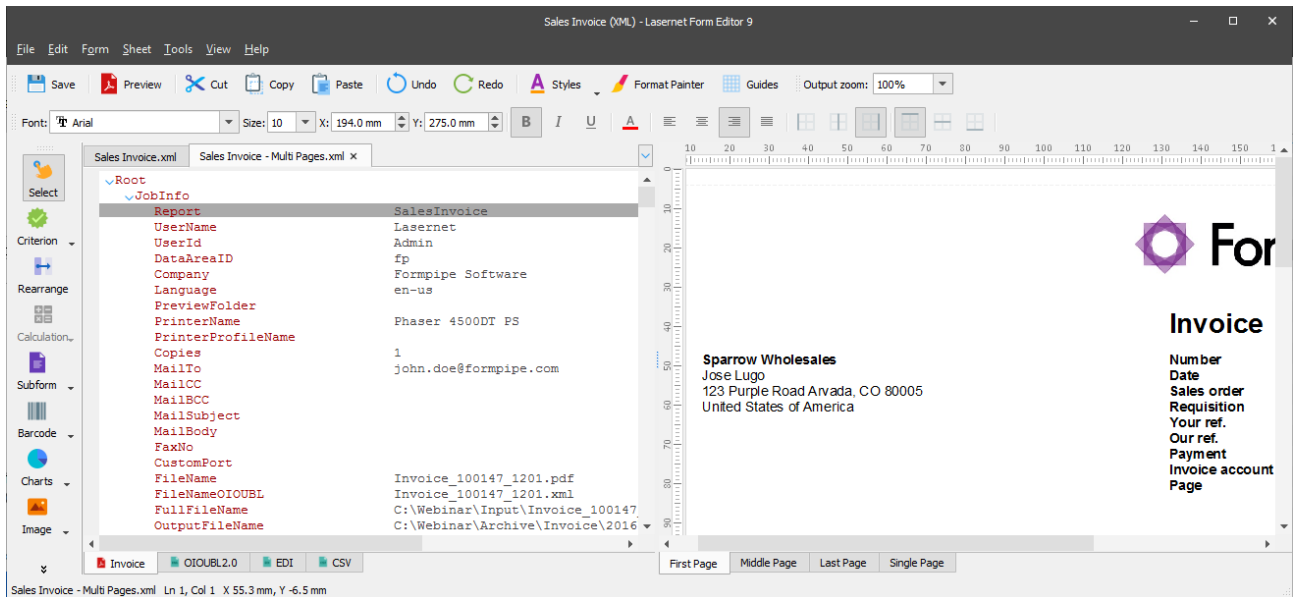 Sales Invoice (XML) - Lasernet Form Editor 9
File Edit Form Sheet Tools View Help
Save Preview Cut Copy Paste Undo Redo A Styles Format Painter Guides Output zoom: 100%
Font: Arial Size: 10 X: 194.0 mm Y: 275.0 mm B I U A
Sales Invoice.xml Sales Invoice - Multi Pages.xml
10 20 30 40 50 60 70 80 90 100 110 120 130 140 150 1
0 10 20 30 40 50 60 70 80 90
Select
Criterion
Rearrange
Calculation
Subform
Barcode
Charts
Image
Root
JobInfo
Report SalesInvoice
UserName Lasernet
UserId Admin
DataAreaID fp
Company Formpipe Software
Language en-us
PreviewFolder
PrinterName Phaser 4500DT PS
PrinterProfileName
Copies 1
MailTo john.doe@formpipe.com
MailCC
MailBCC
MailSubject
MailBody
FaxNo
CustomPort
FileName Invoice_100147_1201.pdf
FileNameOIOUBL Invoice_100147_1201.xml
FullFileName C:\Webinar\Input\Invoice_100147_
OutputFileName C:\Webinar\Archive\Invoice\2016
For
Invoice
Sparrow Wholesales
Jose Lugo
123 Purple Road Arvada, CO 80005
United States of America
Number
Date
Sales order
Requisition
Your ref.
Our ref.
Payment
Invoice account
Page
Invoice OIOUBL2.0 EDI CSV
First Page Middle Page Last Page Single Page
Sales Invoice - Multi Pages.xml Ln 1, Col 1 X 55.3 mm, Y -6.5 mm